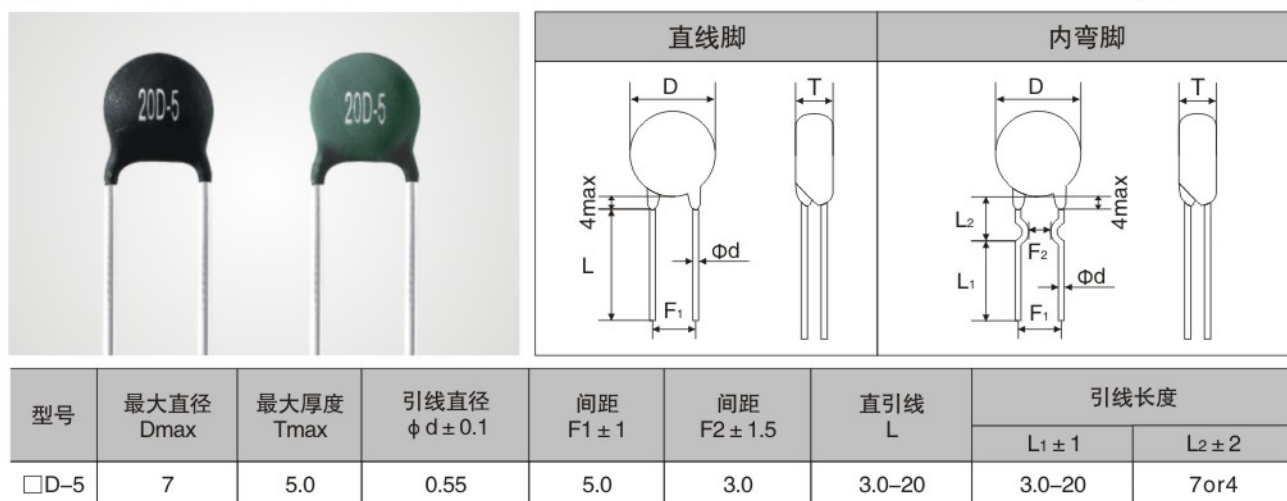 20D-5
20D-5
直线脚
内弯脚
D
T
4max
L
Φd
F₁
D
T
4max
L₂
F₂
L₁
Φd
F₁
型号
最大直径
Dmax
最大厚度
Tmax
引线直径
ϕd±0.1
间距
F1±1
间距
F2±1.5
直引线
L
引线长度
L₁±1
L₂±2
□D–5
7
5.0
0.55
5.0
3.0
3.0–20
3.0–20
7or4